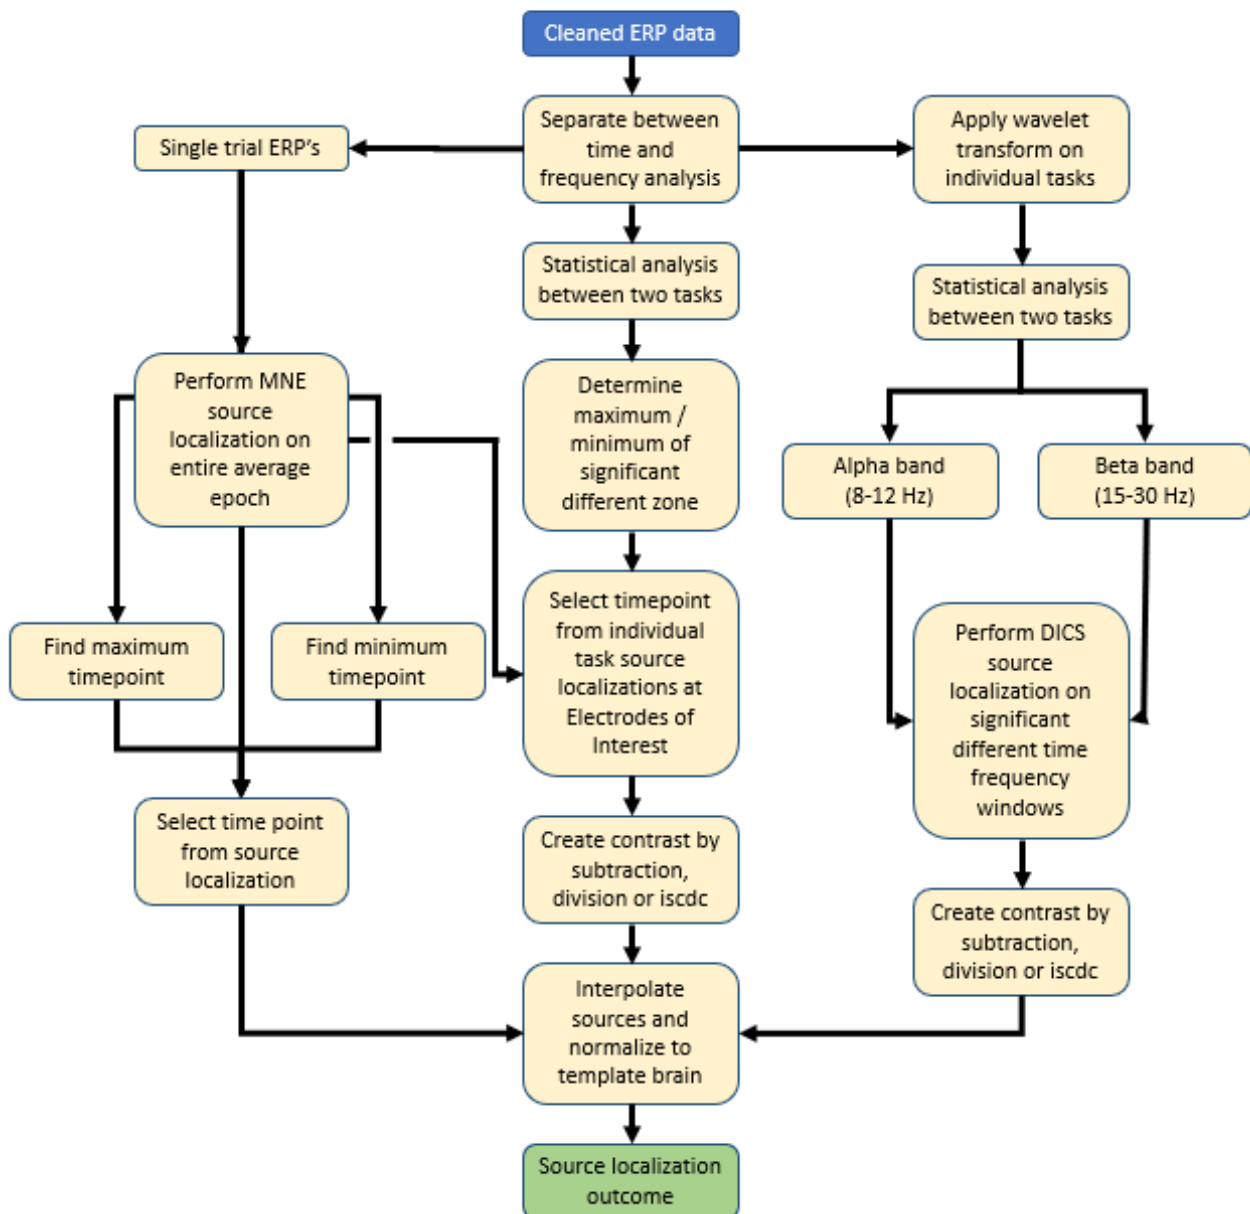 Cleaned ERP data
Separate between
time and
frequency analysis
Single trial ERP's
Apply wavelet
transform on
individual tasks
Statistical analysis
between two tasks
Statistical analysis
between two tasks
Perform MNE
source
localization on
entire average
epoch
Determine
maximum /
minimum of
significant
different zone
Alpha band
(8-12 Hz)
Beta band
(15-30 Hz)
Find maximum
timepoint
Find minimum
timepoint
Select timepoint
from individual
task source
localizations at
Electrodes of
Interest
Perform DICS
source
localization on
significant
different time
frequency
windows
Select time point
from source
localization
Create contrast by
subtraction,
division or iscdc
Create contrast by
subtraction,
division or iscdc
Interpolate
sources and
normalize to
template brain
Source localization
outcome